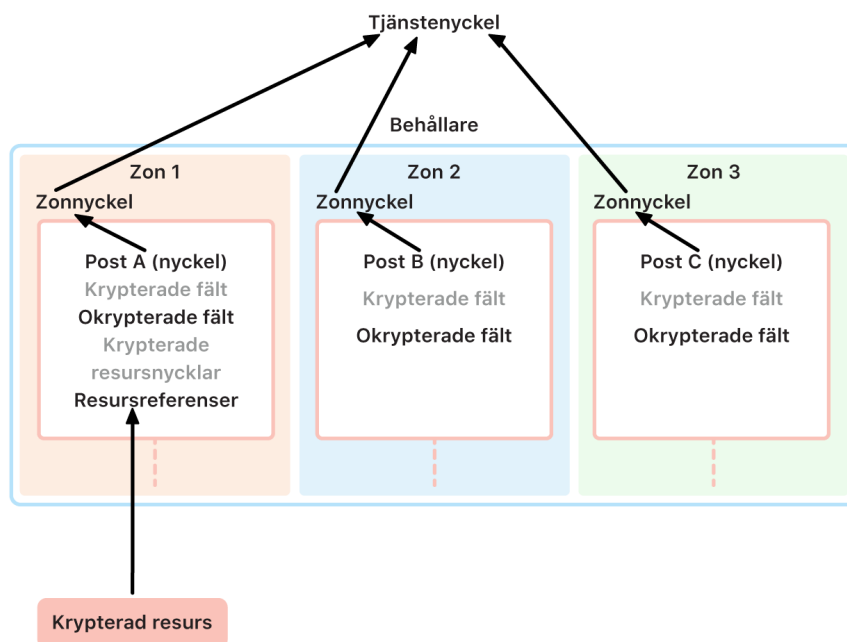 Tjänstenyckel
Behållare
Zon 1
Zonnyckel
Post A (nyckel)
Krypterade fält
Okrypterade fält
Krypterade
resursnycklar
Resursreferenser
Zon 2
Zonnyckel
Post B (nyckel)
Krypterade fält
Okrypterade fält
Zon 3
Zonnyckel
Post C (nyckel)
Krypterade fält
Okrypterade fält
Krypterad resurs